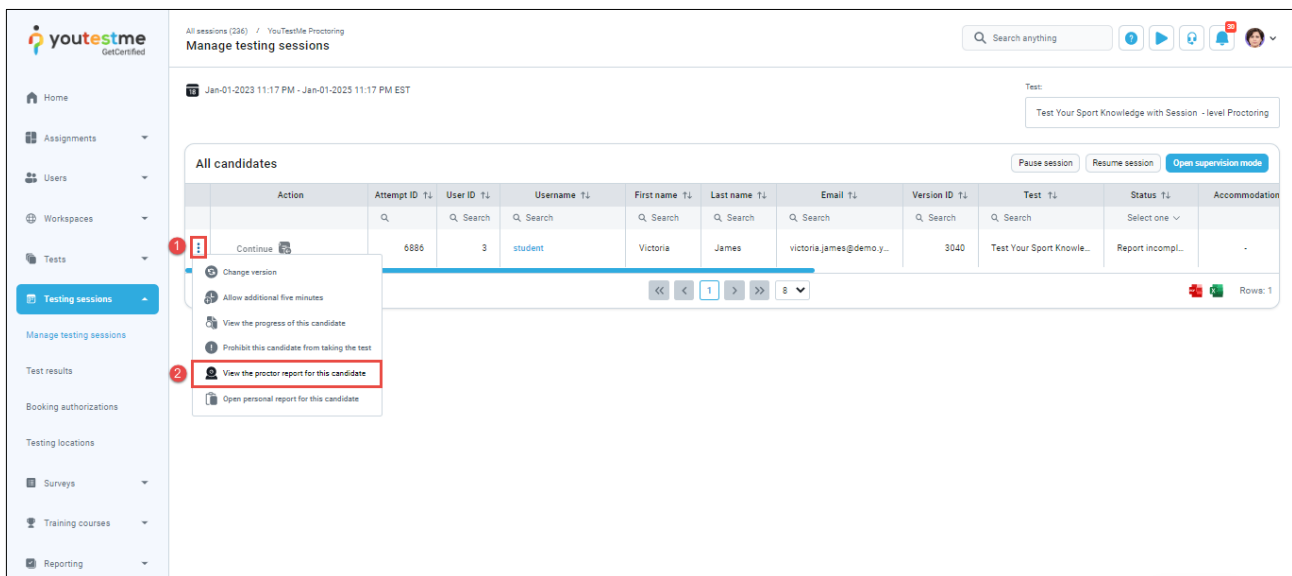 youtestme
GetCertified
All sessions (236) / YouTestMe Proctoring
Manage testing sessions
Search anything
?
30
Home
Assignments
Users
Workspaces
Tests
Testing sessions
Manage testing sessions
Test results
Booking authorizations
Testing locations
Surveys
Training courses
Reporting
18 Jan-01-2023 11:17 PM - Jan-01-2025 11:17 PM EST
Test:
Test Your Sport Knowledge with Session - level Proctoring
All candidates
Pause session Resume session Open supervision mode
Action Attempt ID ↑↓ User ID ↑↓ Username ↑↓ First name ↑↓ Last name ↑↓ Email ↑↓ Version ID ↑↓ Test ↑↓ Status ↑↓ Accommodation
Search Search Search Search Search Search Search Select one
1 Continue 6886 3 student Victoria James victoria.james@demo.y... 3040 Test Your Sport Knowle... Report incompl... -
Change version
Allow additional five minutes
View the progress of this candidate
Prohibit this candidate from taking the test
2 View the proctor report for this candidate
Open personal report for this candidate
<< < 1 > >> 8
Rows: 1